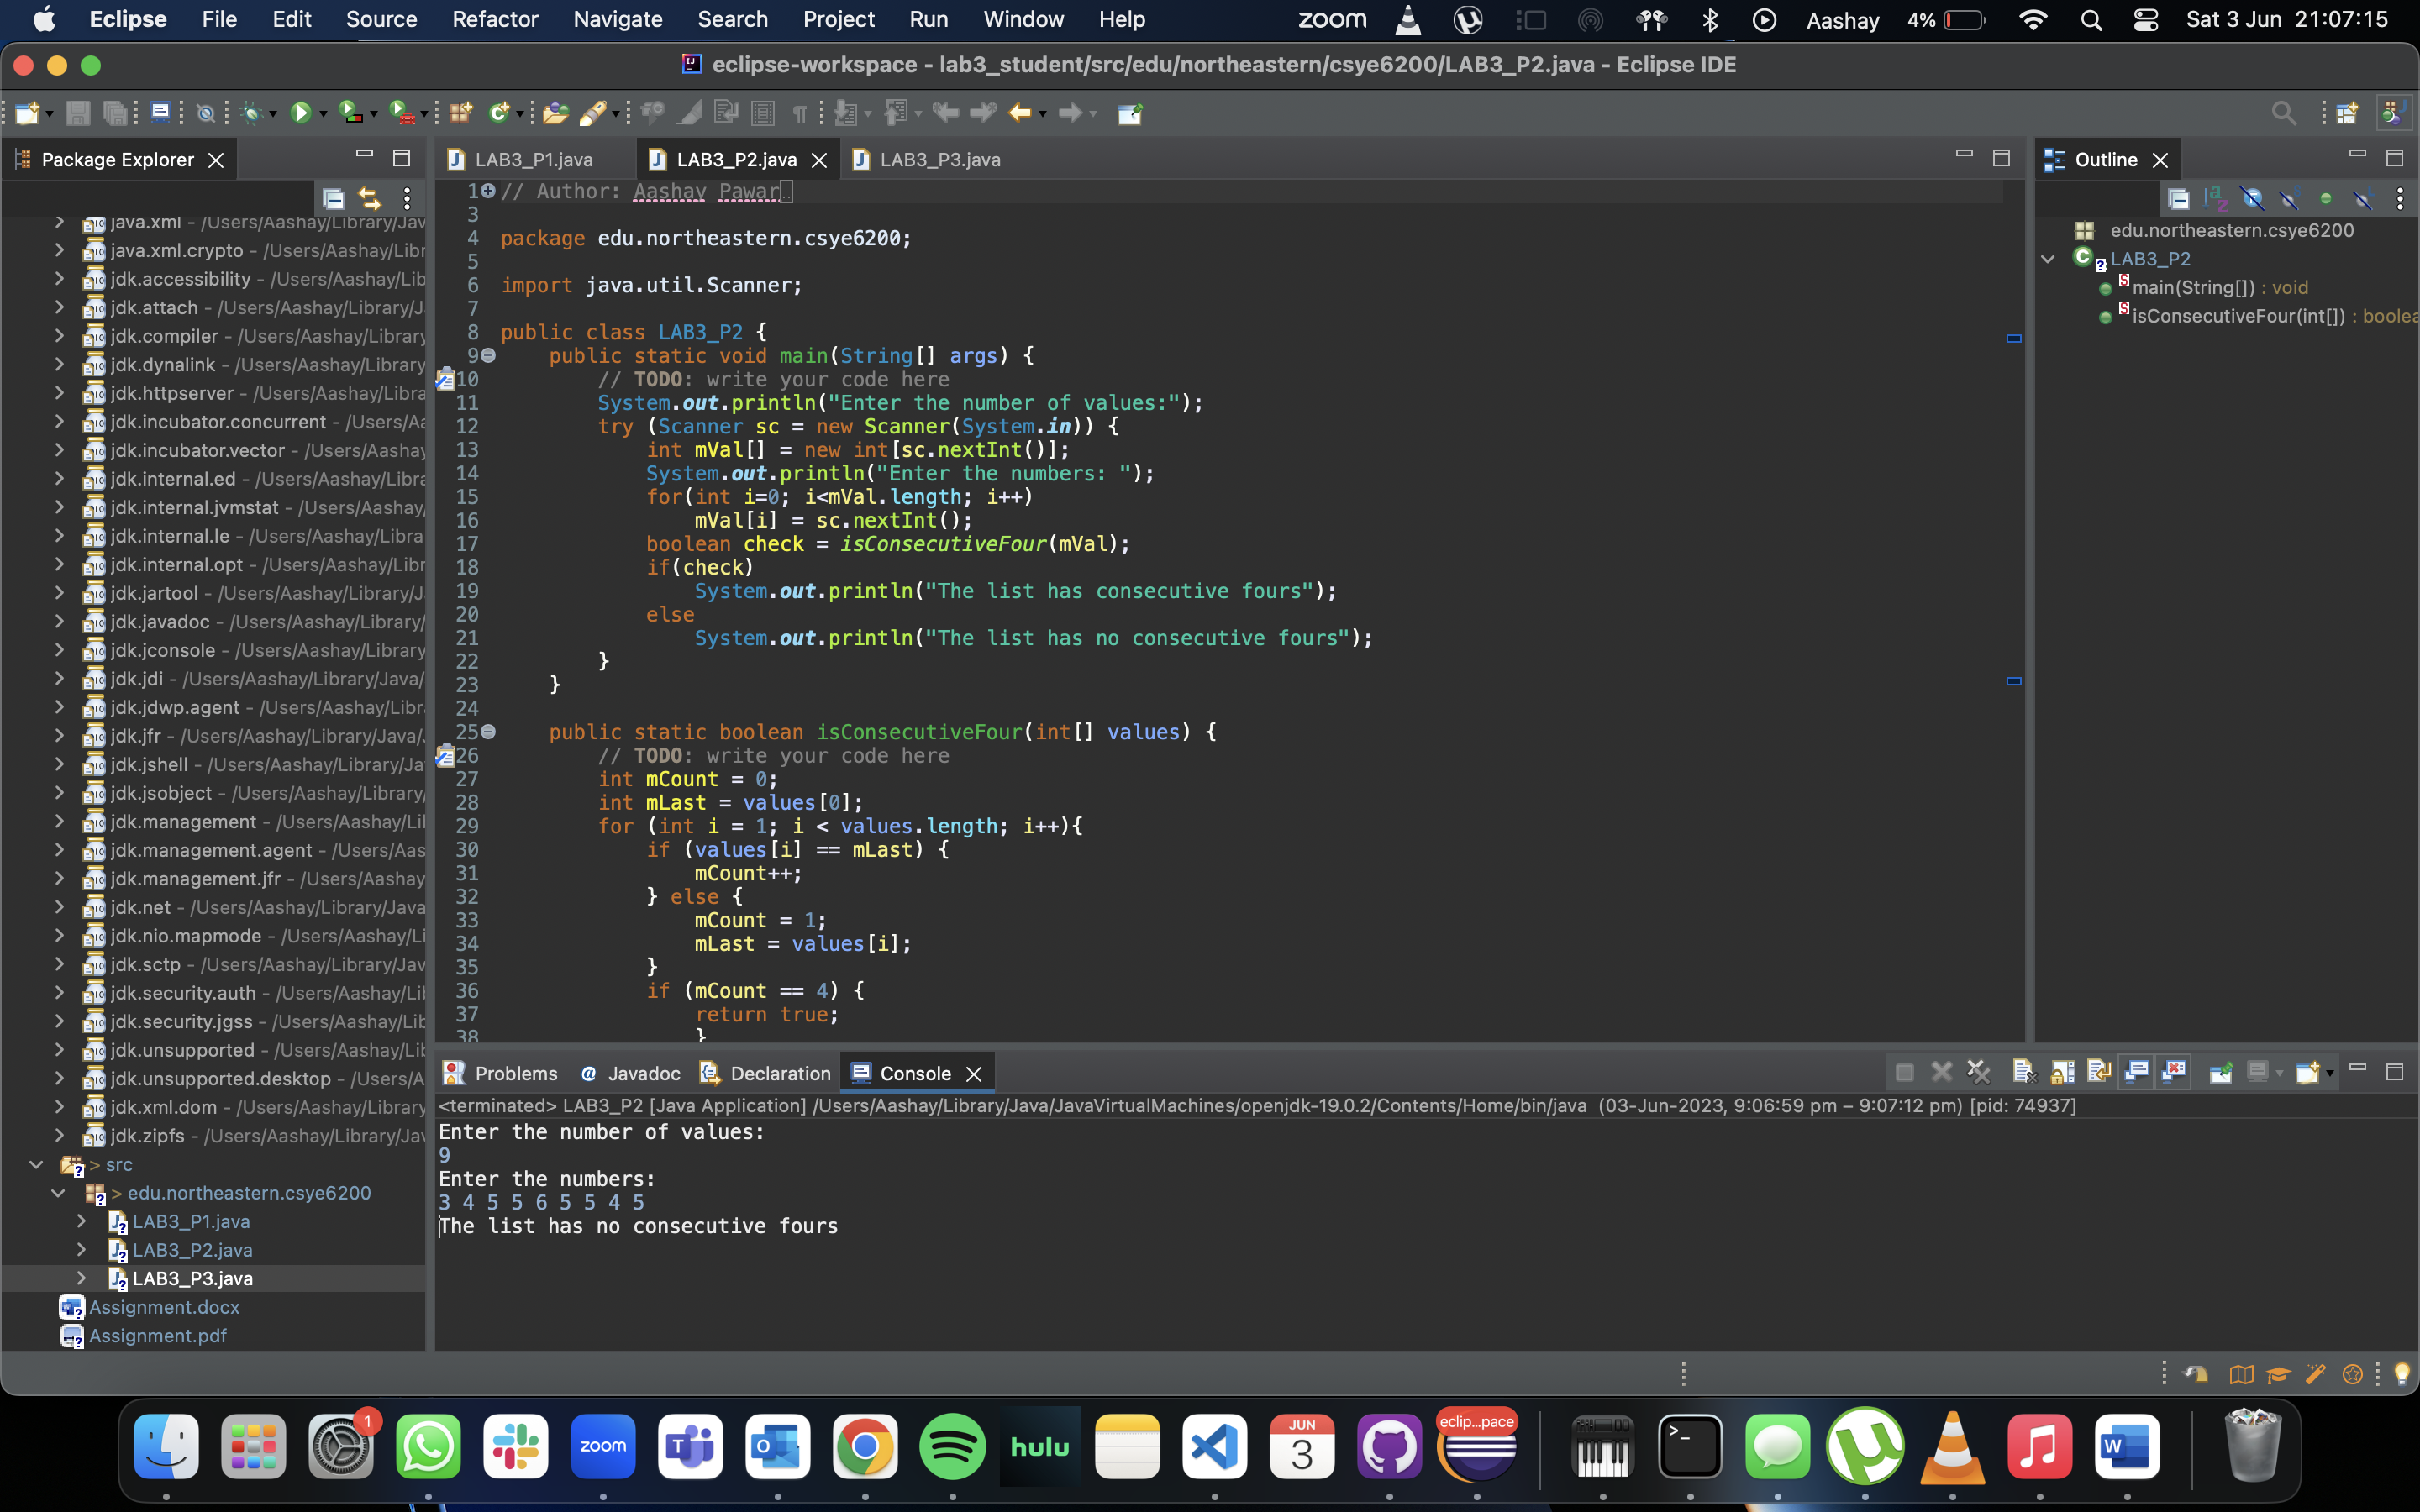 Eclipse File Edit Source Refactor Navigate Search Project Run Window Help zoom Aashay 4% Sat 3 Jun 21:07:15
eclipse-workspace - lab3_student/src/edu/northeastern/csye6200/LAB3_P2.java - Eclipse IDE
Package Explorer
java.xml - /Users/Aashay/Library/Jav
java.xml.crypto - /Users/Aashay/Libr
jdk.accessibility - /Users/Aashay/Lib
jdk.attach - /Users/Aashay/Library/J
jdk.compiler - /Users/Aashay/Library
jdk.dynalink - /Users/Aashay/Library
jdk.httpserver - /Users/Aashay/Libra
jdk.incubator.concurrent - /Users/Aa
jdk.incubator.vector - /Users/Aashay
jdk.internal.ed - /Users/Aashay/Libra
jdk.internal.jvmstat - /Users/Aashay
jdk.internal.le - /Users/Aashay/Libra
jdk.internal.opt - /Users/Aashay/Libr
jdk.jartool - /Users/Aashay/Library/J
jdk.javadoc - /Users/Aashay/Library/
jdk.jconsole - /Users/Aashay/Library
jdk.jdi - /Users/Aashay/Library/Java/
jdk.jdwp.agent - /Users/Aashay/Libr
jdk.jfr - /Users/Aashay/Library/Java/
jdk.jshell - /Users/Aashay/Library/Ja
jdk.jsobject - /Users/Aashay/Library/
jdk.management - /Users/Aashay/Li
jdk.management.agent - /Users/Aas
jdk.management.jfr - /Users/Aashay
jdk.net - /Users/Aashay/Library/Java
jdk.nio.mapmode - /Users/Aashay/Li
jdk.sctp - /Users/Aashay/Library/Jav
jdk.security.auth - /Users/Aashay/Lil
jdk.security.jgss - /Users/Aashay/Lib
jdk.unsupported - /Users/Aashay/Lib
jdk.unsupported.desktop - /Users/A
jdk.xml.dom - /Users/Aashay/Library
jdk.zipfs - /Users/Aashay/Library/Jav
> src
> edu.northeastern.csye6200
LAB3_P1.java
LAB3_P2.java
LAB3_P3.java
Assignment.docx
Assignment.pdf
LAB3_P1.java LAB3_P2.java LAB3_P3.java
1 // Author: Aashay Pawar
3
4 package edu.northeastern.csye6200;
5
6 import java.util.Scanner;
7
8 public class LAB3_P2 {
9 public static void main(String[] args) {
10 // TODO: write your code here
11 System.out.println("Enter the number of values:");
12 try (Scanner sc = new Scanner(System.in)) {
13 int mVal[] = new int[sc.nextInt()];
14 System.out.println("Enter the numbers: ");
15 for(int i=0; i<mVal.length; i++)
16 mVal[i] = sc.nextInt();
17 boolean check = isConsecutiveFour(mVal);
18 if(check)
19 System.out.println("The list has consecutive fours");
20 else
21 System.out.println("The list has no consecutive fours");
22 }
23 }
24
25 public static boolean isConsecutiveFour(int[] values) {
26 // TODO: write your code here
27 int mCount = 0;
28 int mLast = values[0];
29 for (int i = 1; i < values.length; i++){
30 if (values[i] == mLast) {
31 mCount++;
32 } else {
33 mCount = 1;
34 mLast = values[i];
35 }
36 if (mCount == 4) {
37 return true;
38 }
Outline
edu.northeastern.csye6200
LAB3_P2
main(String[]) : void
isConsecutiveFour(int[]) : boolea
Problems Javadoc Declaration Console
<terminated> LAB3_P2 [Java Application] /Users/Aashay/Library/Java/JavaVirtualMachines/openjdk-19.0.2/Contents/Home/bin/java (03-Jun-2023, 9:06:59 pm – 9:07:12 pm) [pid: 74937]
Enter the number of values:
9
Enter the numbers:
3 4 5 5 6 5 5 4 5
The list has no consecutive fours
1
zoom
hulu
JUN
3
eclip...pace